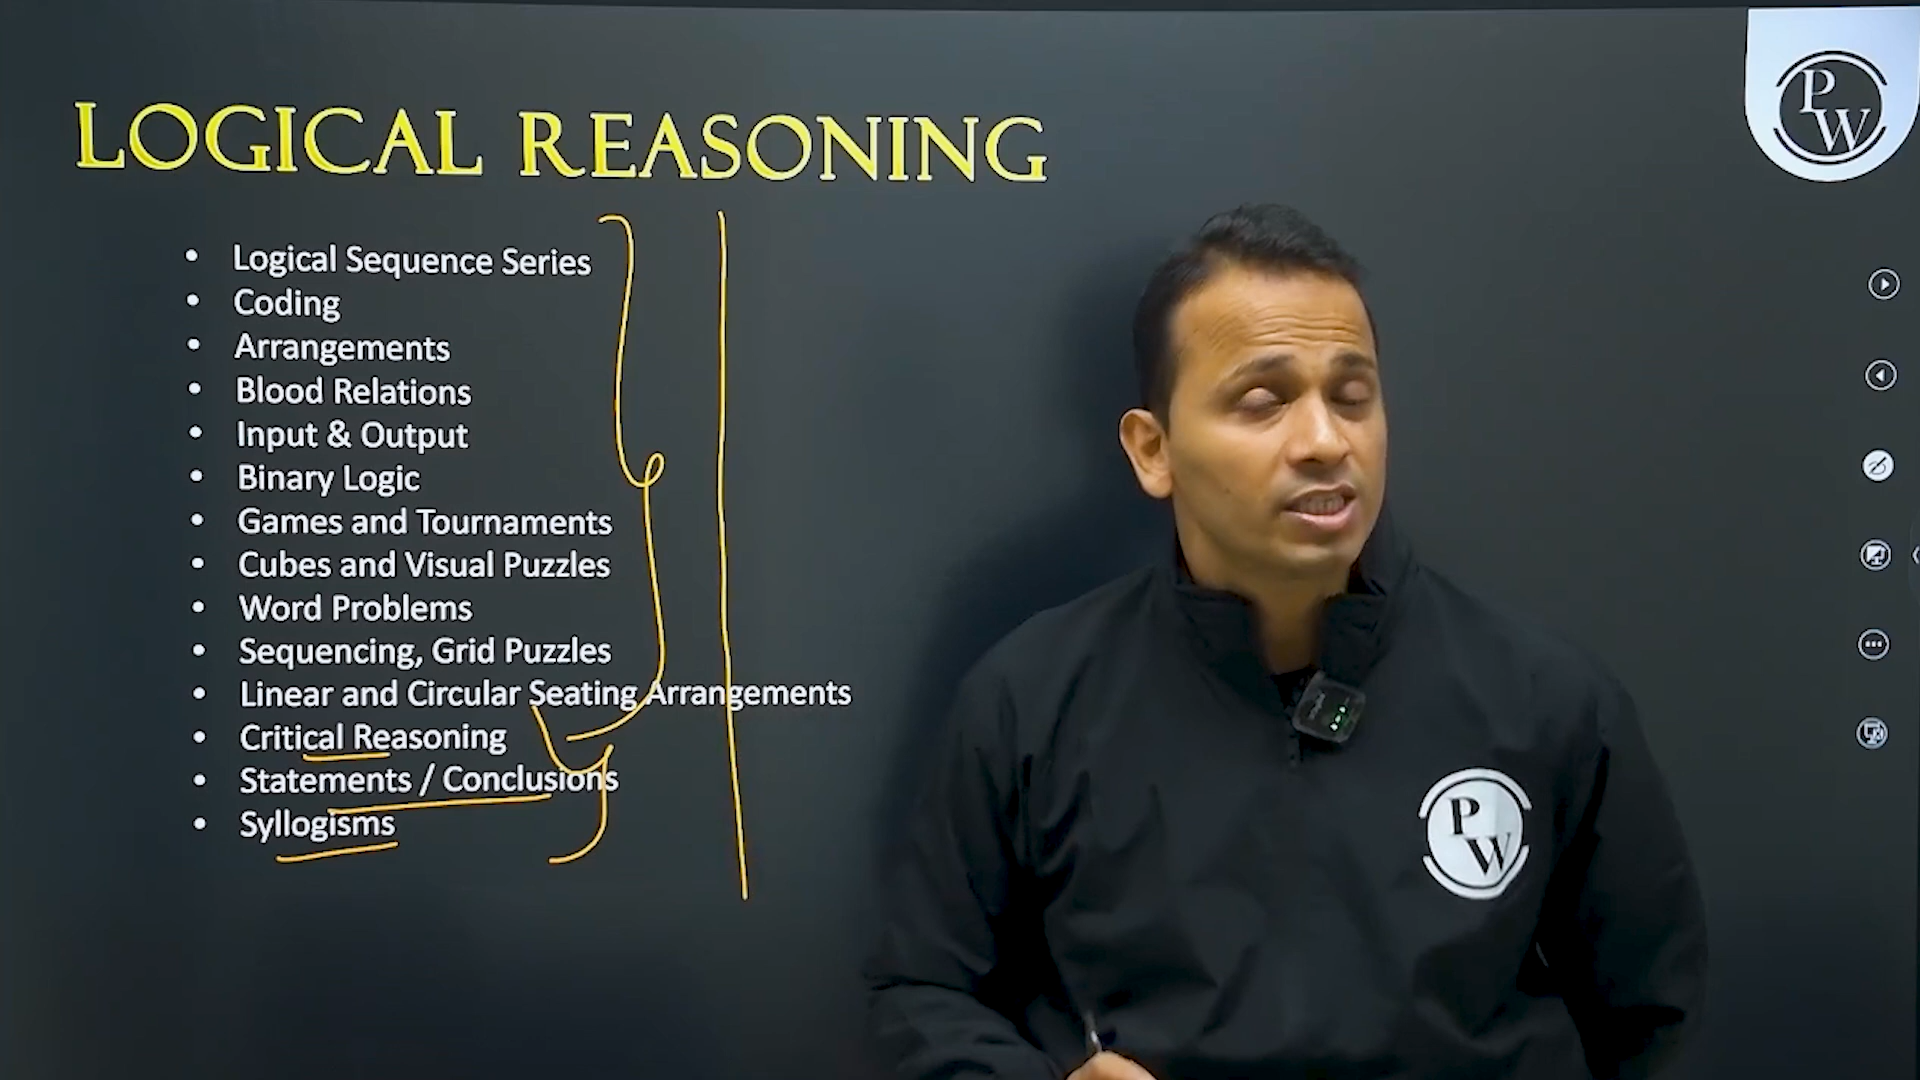 LOGICAL REASONING
• Logical Sequence Series
• Coding
• Arrangements
• Blood Relations
• Input & Output
• Binary Logic
• Games and Tournaments
• Cubes and Visual Puzzles
• Word Problems
• Sequencing, Grid Puzzles
• Linear and Circular Seating Arrangements
• Critical Reasoning
• Statements / Conclusions
• Syllogisms
PW
PW